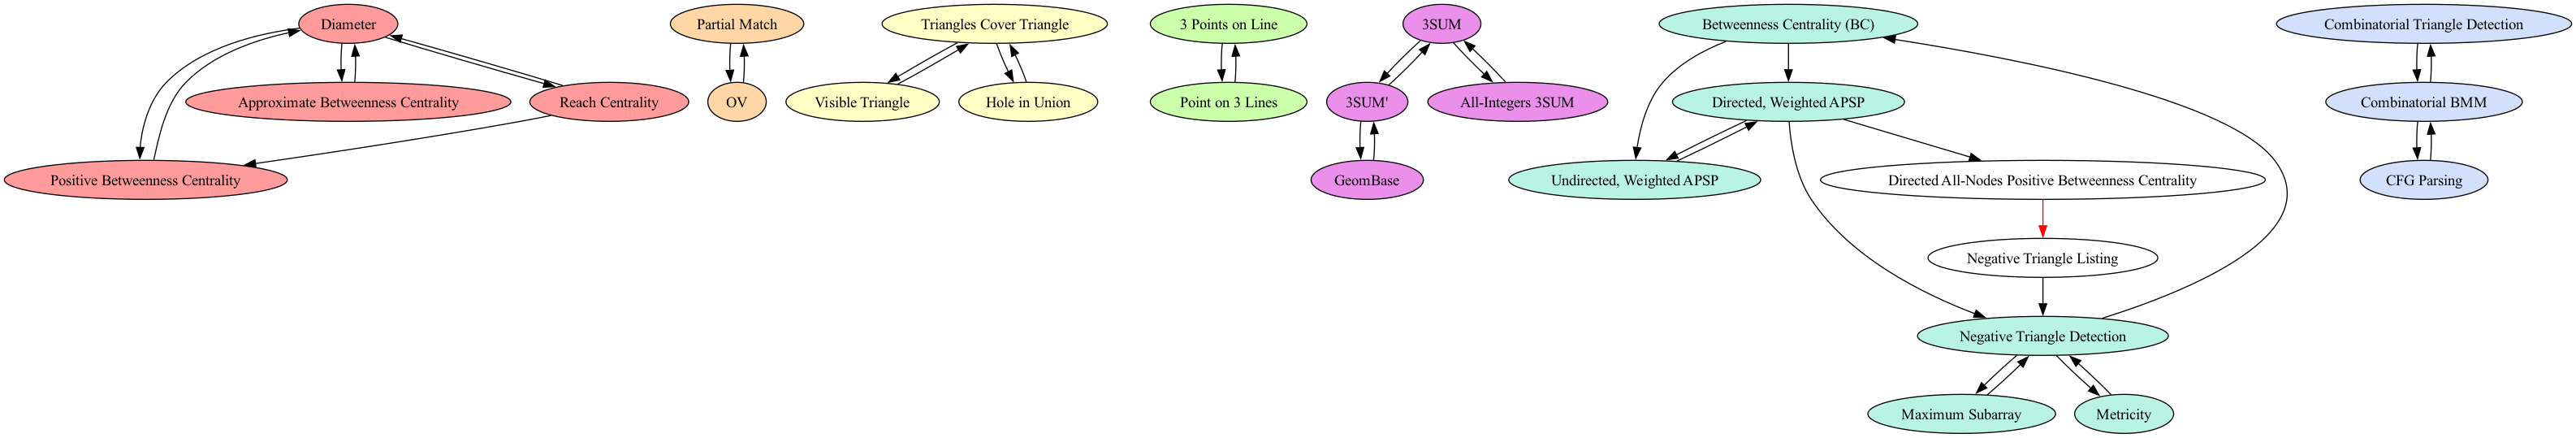 Diameter
Partial Match
Triangles Cover Triangle
3 Points on Line
3SUM
Betweenness Centrality (BC)
Combinatorial Triangle Detection
Approximate Betweenness Centrality
Reach Centrality
OV
Visible Triangle
Hole in Union
Point on 3 Lines
3SUM'
All-Integers 3SUM
Directed, Weighted APSP
Combinatorial BMM
Positive Betweenness Centrality
GeomBase
Undirected, Weighted APSP
Directed All-Nodes Positive Betweenness Centrality
CFG Parsing
Negative Triangle Listing
Negative Triangle Detection
Maximum Subarray
Metricity